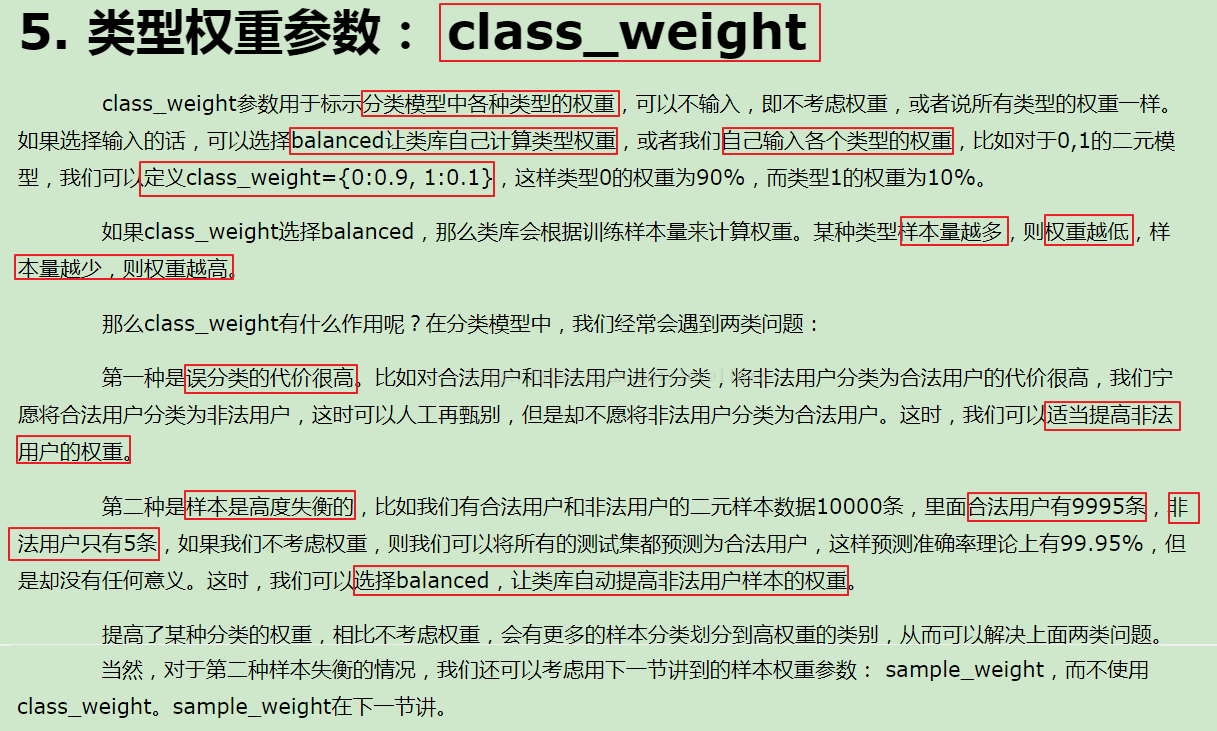 5. 类型权重参数： class_weight
class_weight参数用于标示分类模型中各种类型的权重，可以不输入，即不考虑权重，或者说所有类型的权重一样。
如果选择输入的话，可以选择balanced让类库自己计算类型权重，或者我们自己输入各个类型的权重，比如对于0,1的二元模
型，我们可以定义class_weight={0:0.9, 1:0.1}，这样类型0的权重为90%，而类型1的权重为10%。
如果class_weight选择balanced，那么类库会根据训练样本量来计算权重。某种类型样本量越多，则权重越低，样
本量越少，则权重越高。
那么class_weight有什么作用呢？在分类模型中，我们经常会遇到两类问题：
第一种是误分类的代价很高。比如对合法用户和非法用户进行分类，将非法用户分类为合法用户的代价很高，我们宁
愿将合法用户分类为非法用户，这时可以人工再甄别，但是却不愿将非法用户分类为合法用户。这时，我们可以适当提高非法
用户的权重。
第二种是样本是高度失衡的，比如我们有合法用户和非法用户的二元样本数据10000条，里面合法用户有9995条，非
法用户只有5条，如果我们不考虑权重，则我们可以将所有的测试集都预测为合法用户，这样预测准确率理论上有99.95%，但
是却没有任何意义。这时，我们可以选择balanced，让类库自动提高非法用户样本的权重。
提高了某种分类的权重，相比不考虑权重，会有更多的样本分类划分到高权重的类别，从而可以解决上面两类问题。
当然，对于第二种样本失衡的情况，我们还可以考虑用下一节讲到的样本权重参数： sample_weight，而不使用
class_weight。sample_weight在下一节讲。